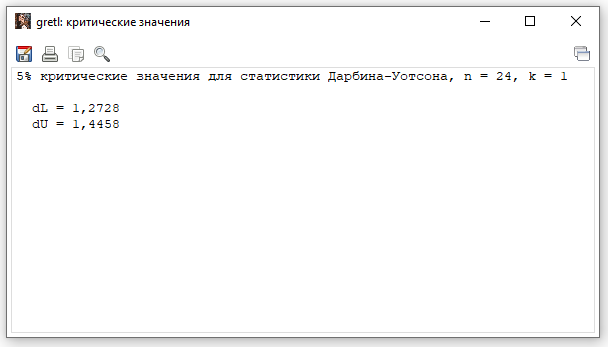 gretl: критические значения
5% критические значения для статистики Дарбина-Уотсона, n = 24, k = 1
dL = 1,2728
dU = 1,4458